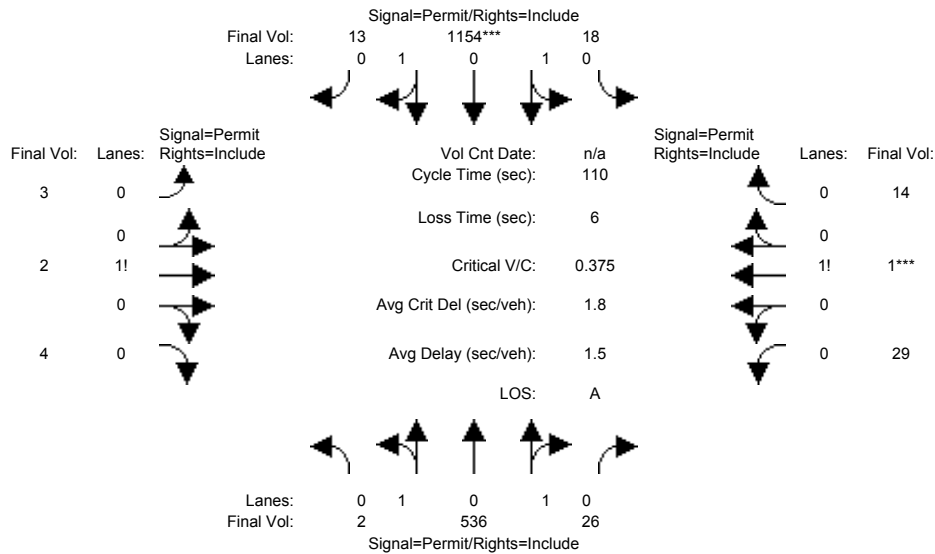 Signal=Permit/Rights=Include
Final Vol: 13 1154*** 18
Lanes: 0 1 0 1 0
Signal=Permit Signal=Permit
Final Vol: Lanes: Rights=Include Vol Cnt Date: n/a Rights=Include Lanes: Final Vol:
Cycle Time (sec): 110
3 0 0 14
Loss Time (sec): 6
0 0
2 1! Critical V/C: 0.375 1! 1***
0 Avg Crit Del (sec/veh): 1.8 0
4 0 Avg Delay (sec/veh): 1.5 0 29
LOS: A
Lanes: 0 1 0 1 0
Final Vol: 2 536 26
Signal=Permit/Rights=Include